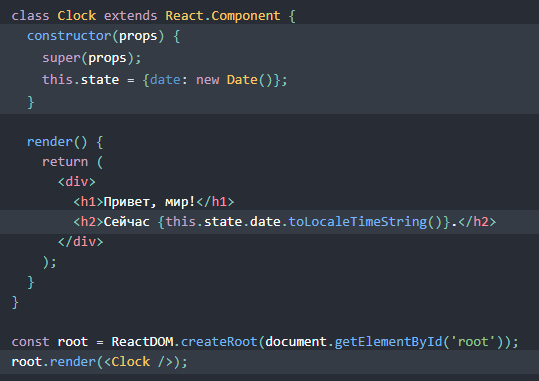 class Clock extends React.Component {
  constructor(props) {
    super(props);
    this.state = {date: new Date()};
  }

  render() {
    return (
      <div>
        <h1>Привет, мир!</h1>
        <h2>Сейчас {this.state.date.toLocaleTimeString()}.</h2>
      </div>
    );
  }
}

const root = ReactDOM.createRoot(document.getElementById('root'));
root.render(<Clock />);